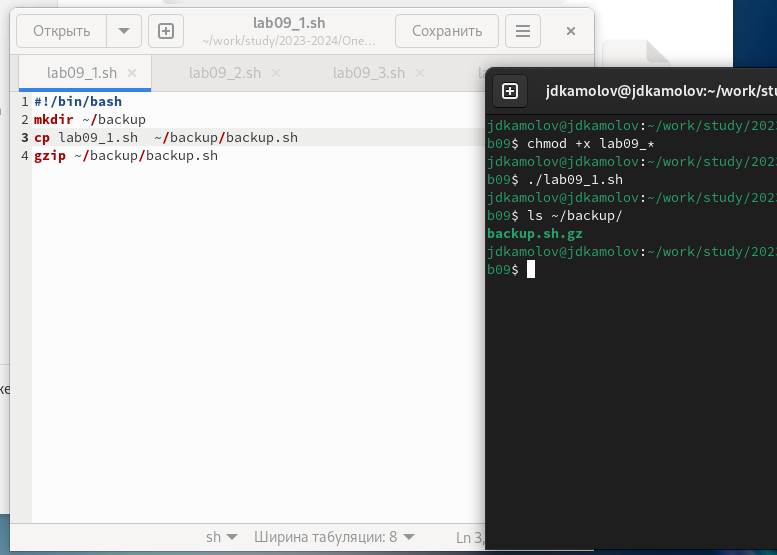 Открыть
lab09_1.sh
~/work/study/2023-2024/One...
Сохранить
lab09_1.sh
lab09_2.sh
lab09_3.sh
1 #!/bin/bash
2 mkdir ~/backup
3 cp lab09_1.sh  ~/backup/backup.sh
4 gzip ~/backup/backup.sh
sh
Ширина табуляции: 8
Ln 3,
jdkamolov@jdkamolov:~/work/stu
jdkamolov@jdkamolov:~/work/study/202
b09$ chmod +x lab09_*
jdkamolov@jdkamolov:~/work/study/202
b09$ ./lab09_1.sh
jdkamolov@jdkamolov:~/work/study/202
b09$ ls ~/backup/
backup.sh.gz
jdkamolov@jdkamolov:~/work/study/202
b09$